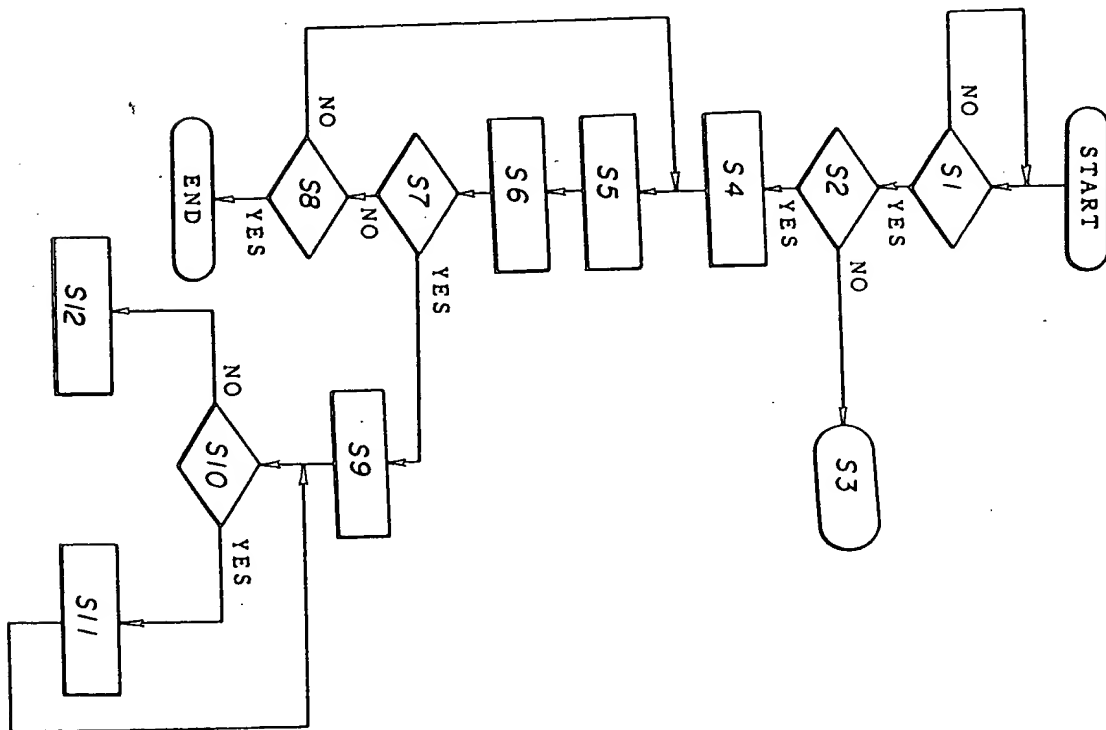 START
S1
NO
YES
S2
NO
YES
S3
S4
S5
S6
S7
YES
NO
S8
NO
YES
END
S9
S10
NO
YES
S12
S11